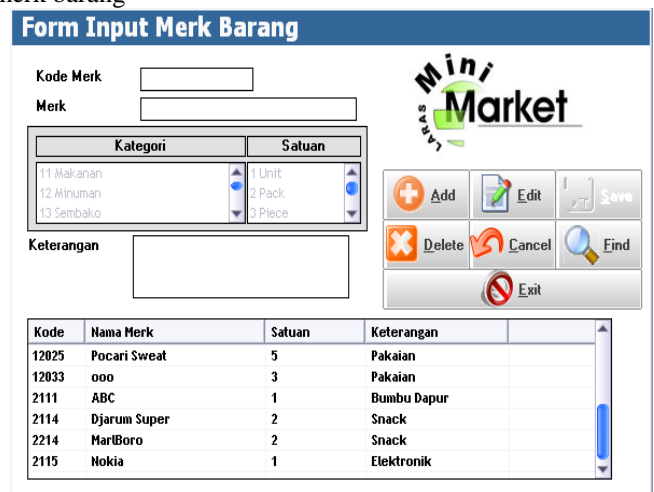 merk barang
Form Input Merk Barang
Kode Merk
Merk
Mini
Market
LARAS
Kategori Satuan
11 Makanan 1 Unit
12 Minuman 2 Pack
13 Sembako 3 Piece
Keterangan
Add Edit Save
Delete Cancel Find
Exit
Kode Nama Merk Satuan Keterangan
12025 Pocari Sweat 5 Pakaian
12033 ooo 3 Pakaian
2111 ABC 1 Bumbu Dapur
2114 Djarum Super 2 Snack
2214 MarlBoro 2 Snack
2115 Nokia 1 Elektronik